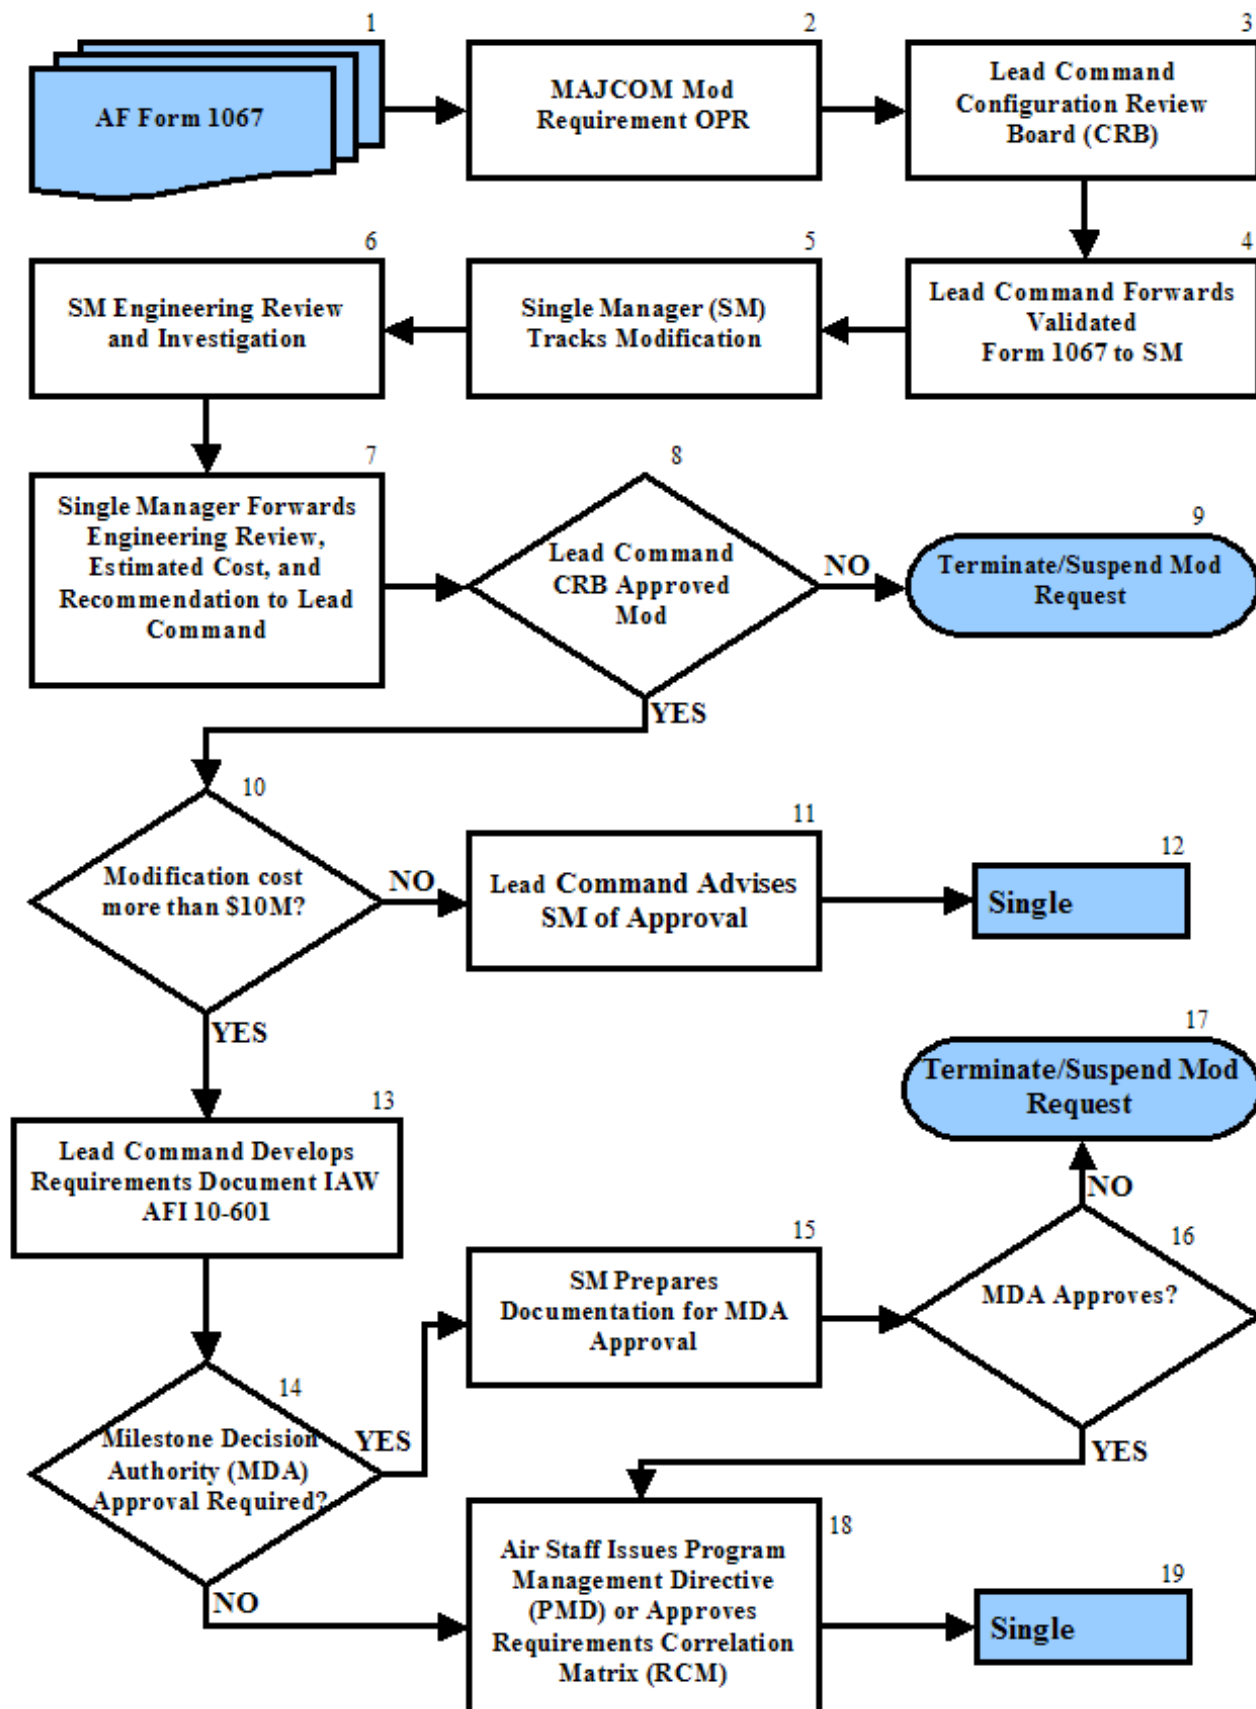 1
AF Form 1067
2
MAJCOM Mod
Requirement OPR
3
Lead Command
Configuration Review
Board (CRB)
4
Lead Command Forwards
Validated
Form 1067 to SM
5
Single Manager (SM)
Tracks Modification
6
SM Engineering Review
and Investigation
7
Single Manager Forwards
Engineering Review,
Estimated Cost, and
Recommendation to Lead
Command
8
Lead Command
CRB Approved
Mod
NO
9
Terminate/Suspend Mod
Request
YES
10
Modification cost
more than $10M?
NO
11
Lead Command Advises
SM of Approval
12
Single
YES
13
Lead Command Develops
Requirements Document IAW
AFI 10-601
14
Milestone Decision
Authority (MDA)
Approval Required?
YES
15
SM Prepares
Documentation for MDA
Approval
16
MDA Approves?
NO
17
Terminate/Suspend Mod
Request
YES
NO
18
Air Staff Issues Program
Management Directive
(PMD) or Approves
Requirements Correlation
Matrix (RCM)
19
Single